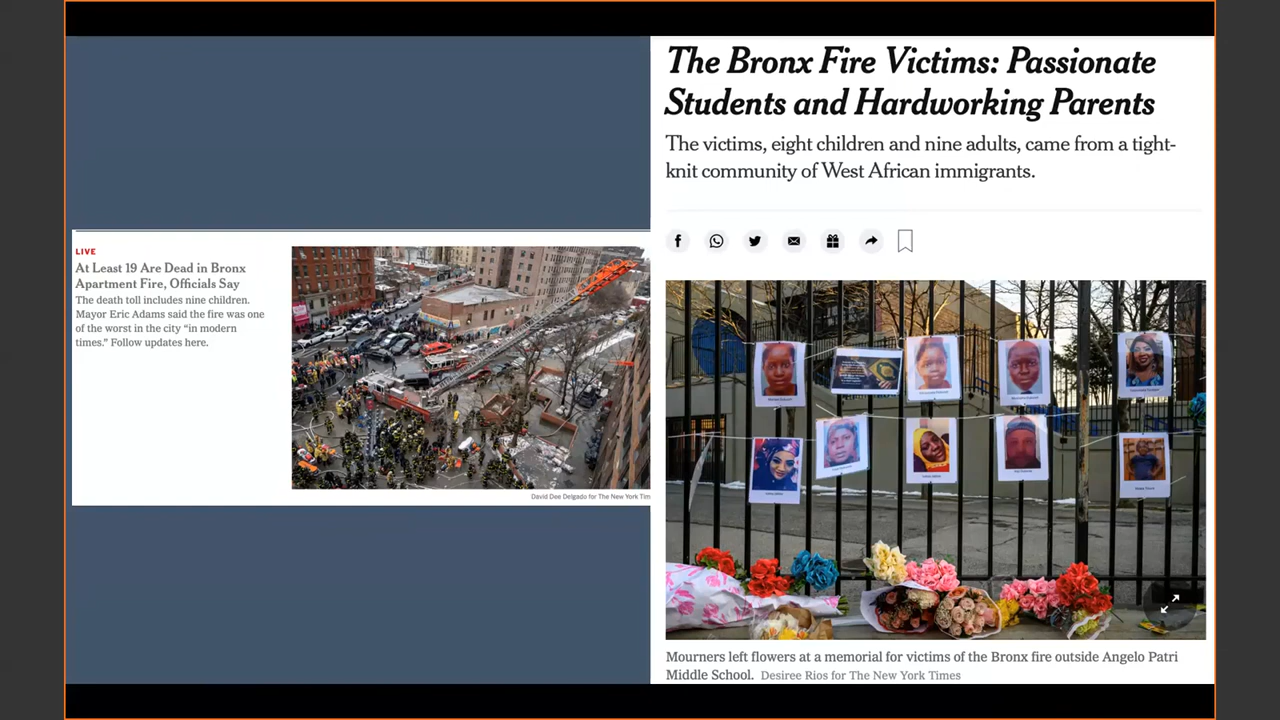 LIVE
At Least 19 Are Dead in Bronx
Apartment Fire, Officials Say
The death toll includes nine children.
Mayor Eric Adams said the fire was one
of the worst in the city “in modern
times.” Follow updates here.
David Dee Delgado for The New York Tim
The Bronx Fire Victims: Passionate
Students and Hardworking Parents
The victims, eight children and nine adults, came from a tight-
knit community of West African immigrants.
Mourners left flowers at a memorial for victims of the Bronx fire outside Angelo Patri
Middle School. Desiree Rios for The New York Times